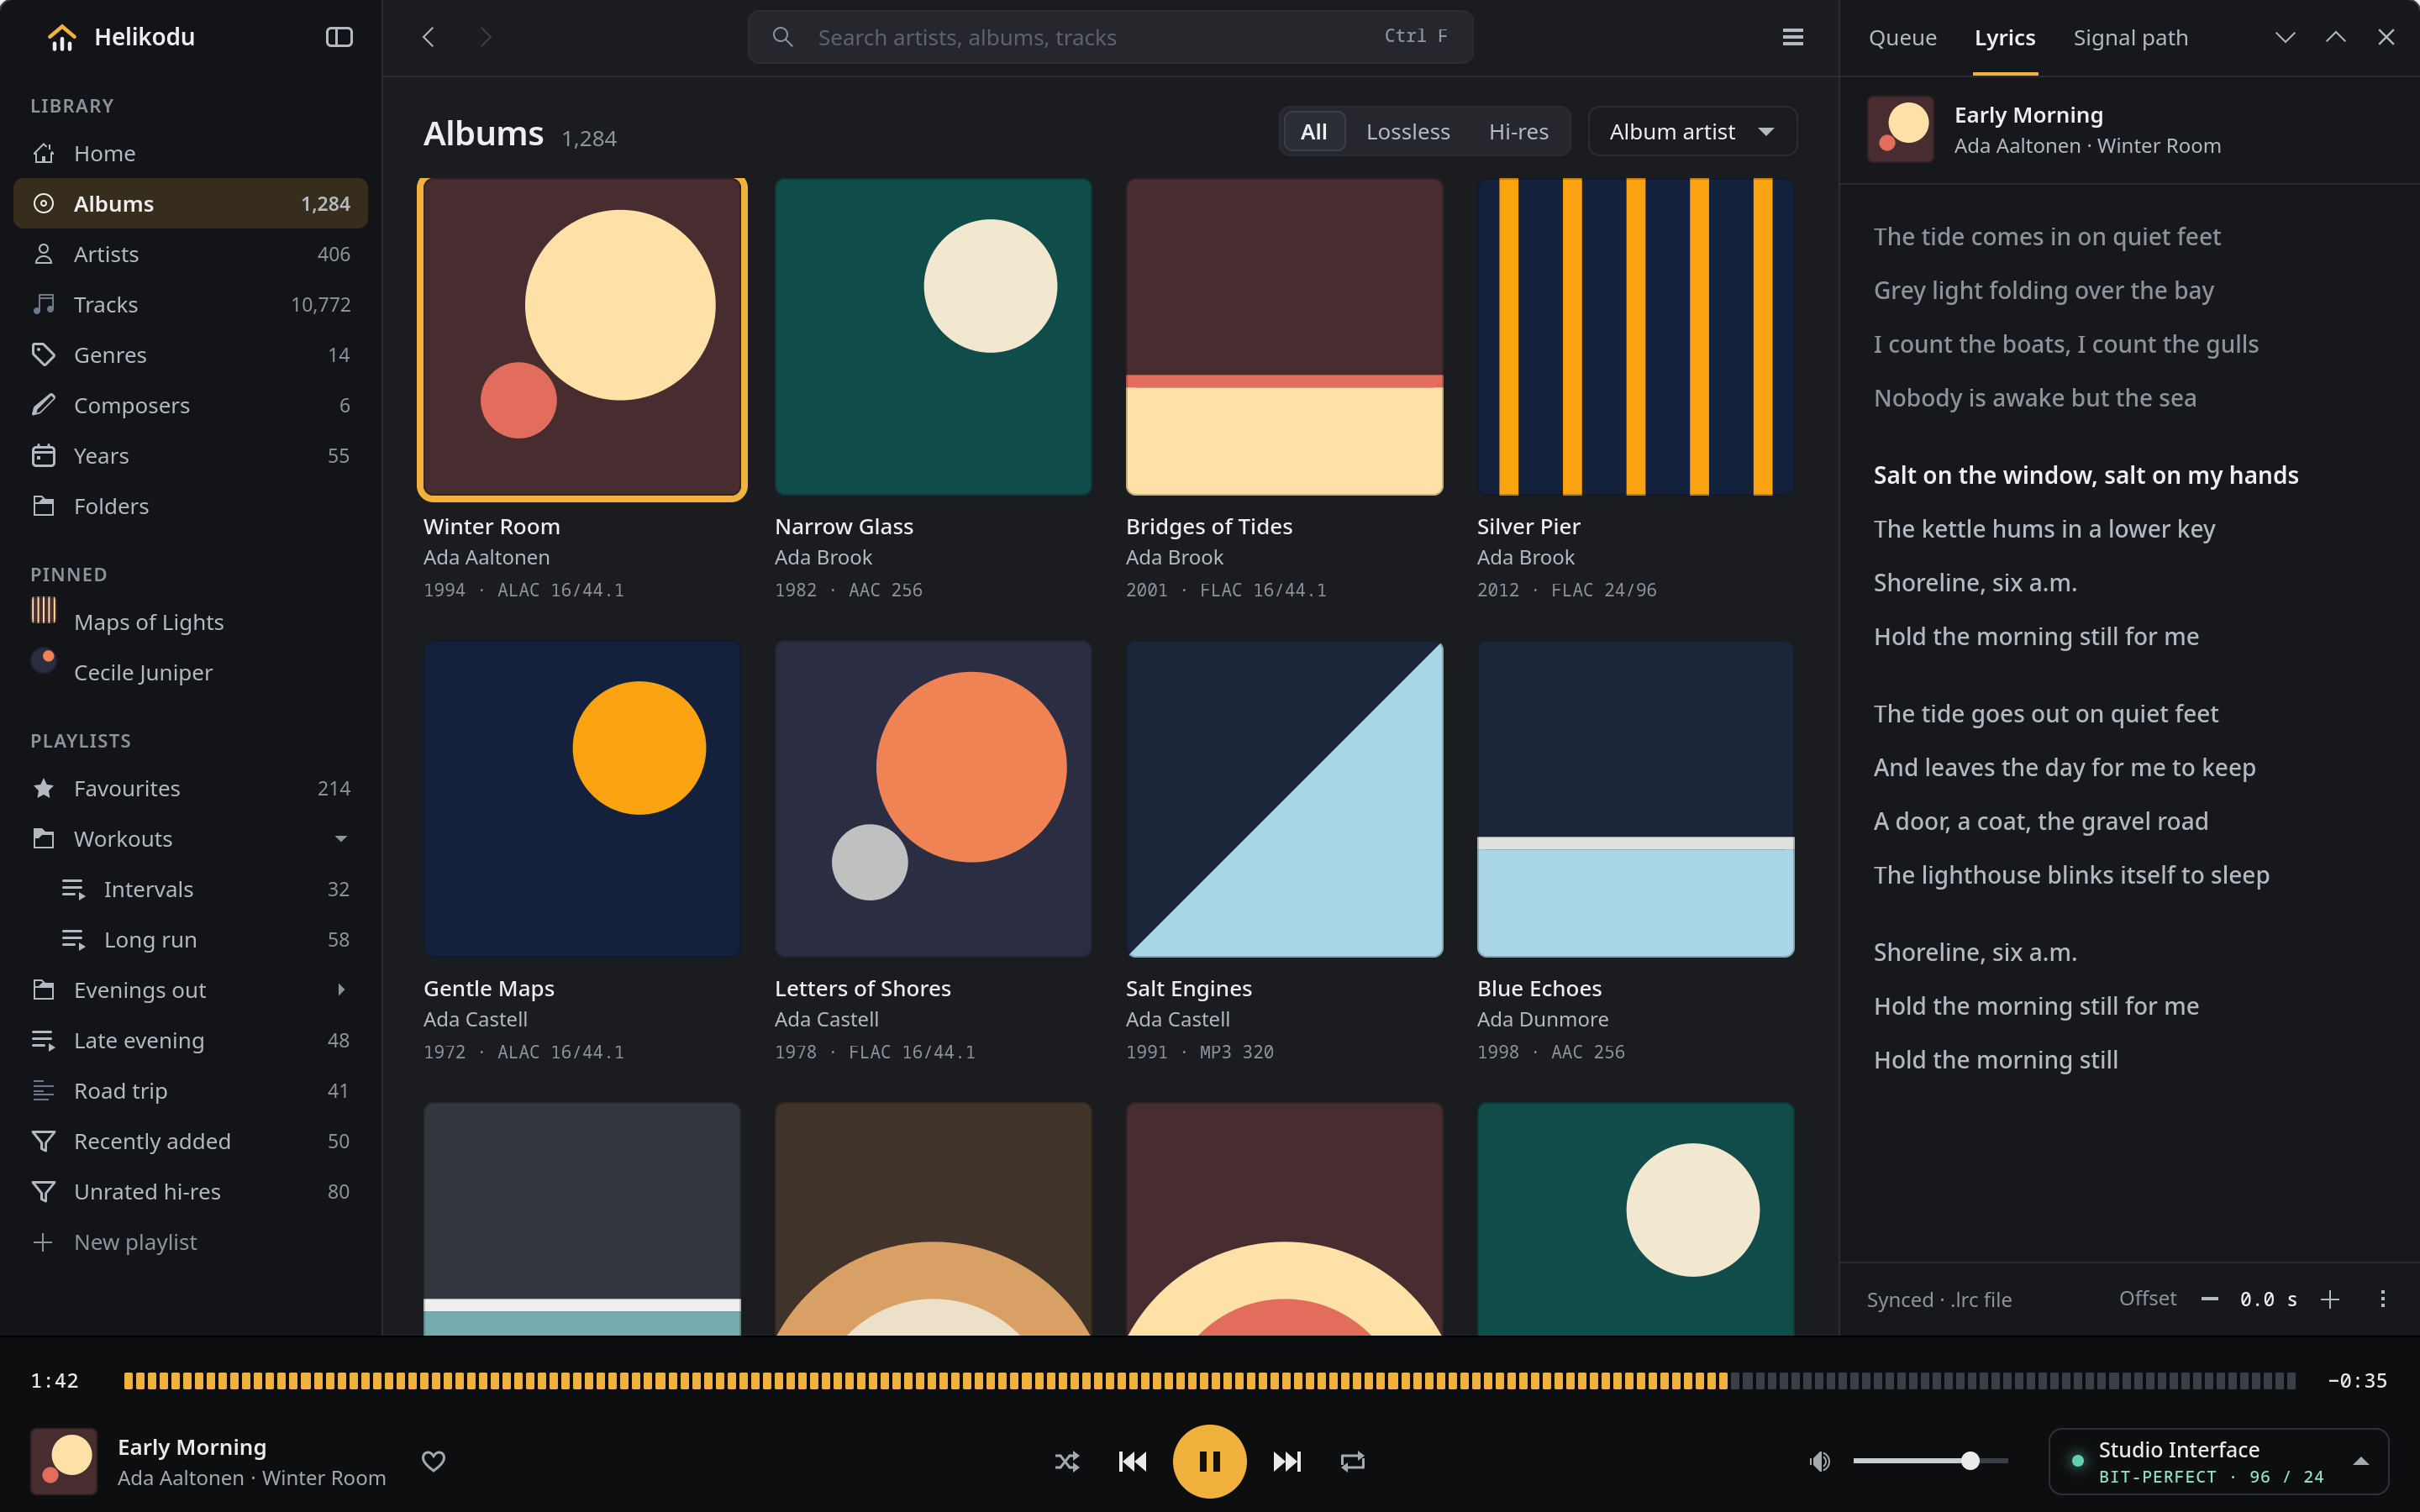 Helikodu
LIBRARY
Home
Albums 1,284
Artists 406
Tracks 10,772
Genres 14
Composers 6
Years 55
Folders
PINNED
Maps of Lights
Cecile Juniper
PLAYLISTS
Favourites 214
Workouts
Intervals 32
Long run 58
Evenings out
Late evening 48
Road trip 41
Recently added 50
Unrated hi-res 80
New playlist
Search artists, albums, tracks Ctrl F
Albums 1,284
All Lossless Hi-res Album artist
Winter Room
Ada Aaltonen
1994 · ALAC 16/44.1
Narrow Glass
Ada Brook
1982 · AAC 256
Bridges of Tides
Ada Brook
2001 · FLAC 16/44.1
Silver Pier
Ada Brook
2012 · FLAC 24/96
Gentle Maps
Ada Castell
1972 · ALAC 16/44.1
Letters of Shores
Ada Castell
1978 · FLAC 16/44.1
Salt Engines
Ada Castell
1991 · MP3 320
Blue Echoes
Ada Dunmore
1998 · AAC 256
Queue Lyrics Signal path
Early Morning
Ada Aaltonen · Winter Room
The tide comes in on quiet feet
Grey light folding over the bay
I count the boats, I count the gulls
Nobody is awake but the sea
Salt on the window, salt on my hands
The kettle hums in a lower key
Shoreline, six a.m.
Hold the morning still for me
The tide goes out on quiet feet
And leaves the day for me to keep
A door, a coat, the gravel road
The lighthouse blinks itself to sleep
Shoreline, six a.m.
Hold the morning still for me
Hold the morning still
Synced · .lrc file Offset 0.0 s
1:42 −0:35
Early Morning
Ada Aaltonen · Winter Room
Studio Interface
BIT-PERFECT · 96 / 24